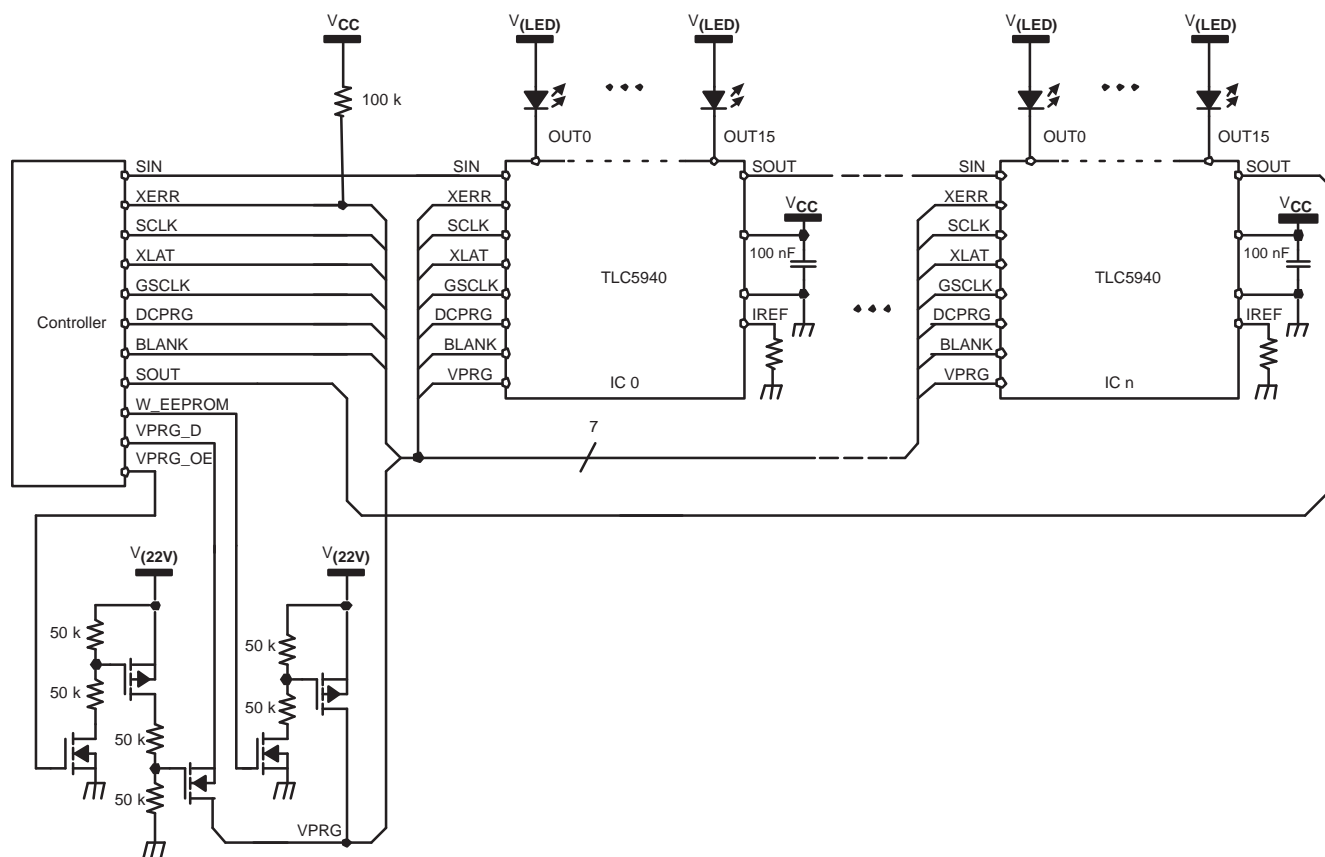 VCC V(LED) V(LED) V(LED) V(LED)
100 k
OUT0 OUT15 OUT0 OUT15
SIN SIN SOUT SIN SOUT
XERR XERR VCC XERR VCC
SCLK SCLK SCLK
100 nF 100 nF
XLAT XLAT XLAT
TLC5940 TLC5940
GSCLK GSCLK GSCLK
Controller DCPRG DCPRG IREF DCPRG IREF
BLANK BLANK BLANK
SOUT VPRG VPRG
IC 0 IC n
W_EEPROM
VPRG_D 7
VPRG_OE
V(22V) V(22V)
50 k 50 k
50 k 50 k
50 k
50 k
VPRG